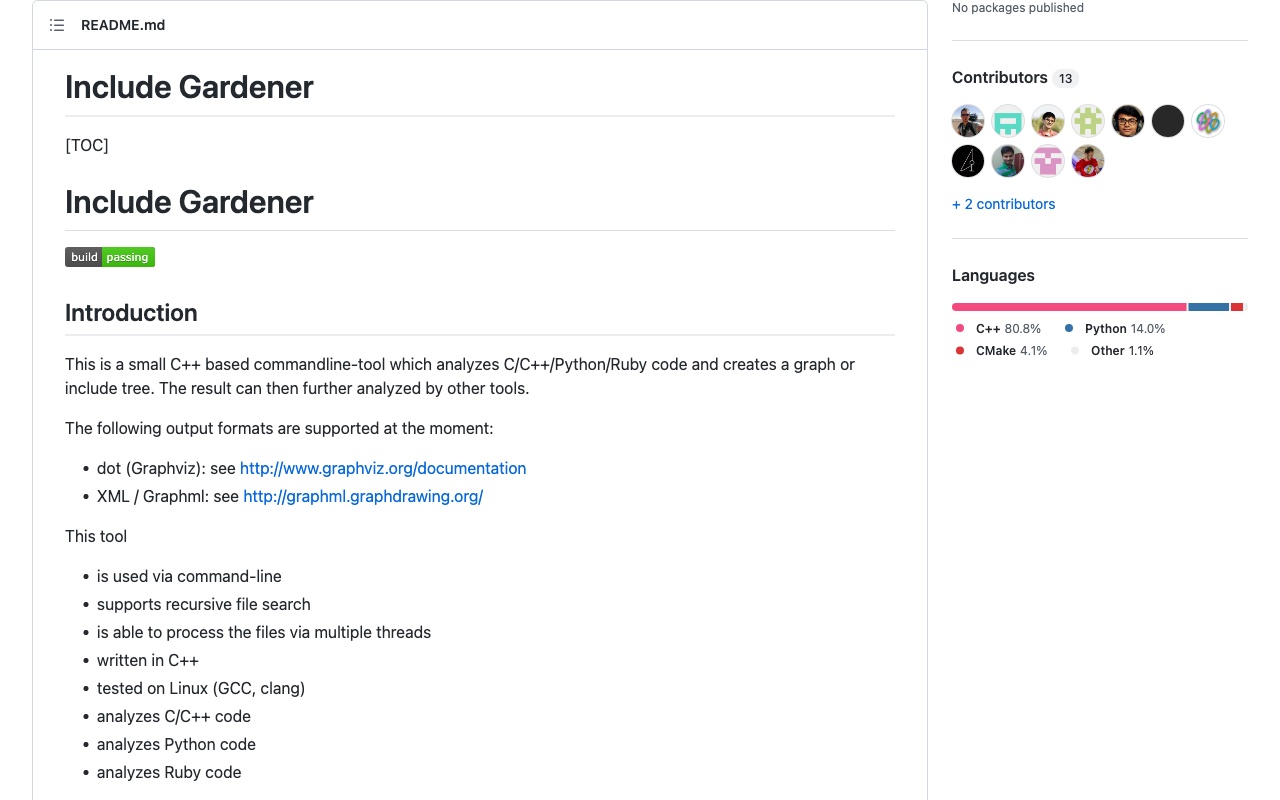 README.md
Include Gardener
[TOC]
Include Gardener
build passing
Introduction
This is a small C++ based commandline-tool which analyzes C/C++/Python/Ruby code and creates a graph or
include tree. The result can then further analyzed by other tools.
The following output formats are supported at the moment:
• dot (Graphviz): see http://www.graphviz.org/documentation
• XML / Graphml: see http://graphml.graphdrawing.org/
This tool
• is used via command-line
• supports recursive file search
• is able to process the files via multiple threads
• written in C++
• tested on Linux (GCC, clang)
• analyzes C/C++ code
• analyzes Python code
• analyzes Ruby code
No packages published
Contributors 13
+ 2 contributors
Languages
C++ 80.8% Python 14.0%
CMake 4.1% Other 1.1%